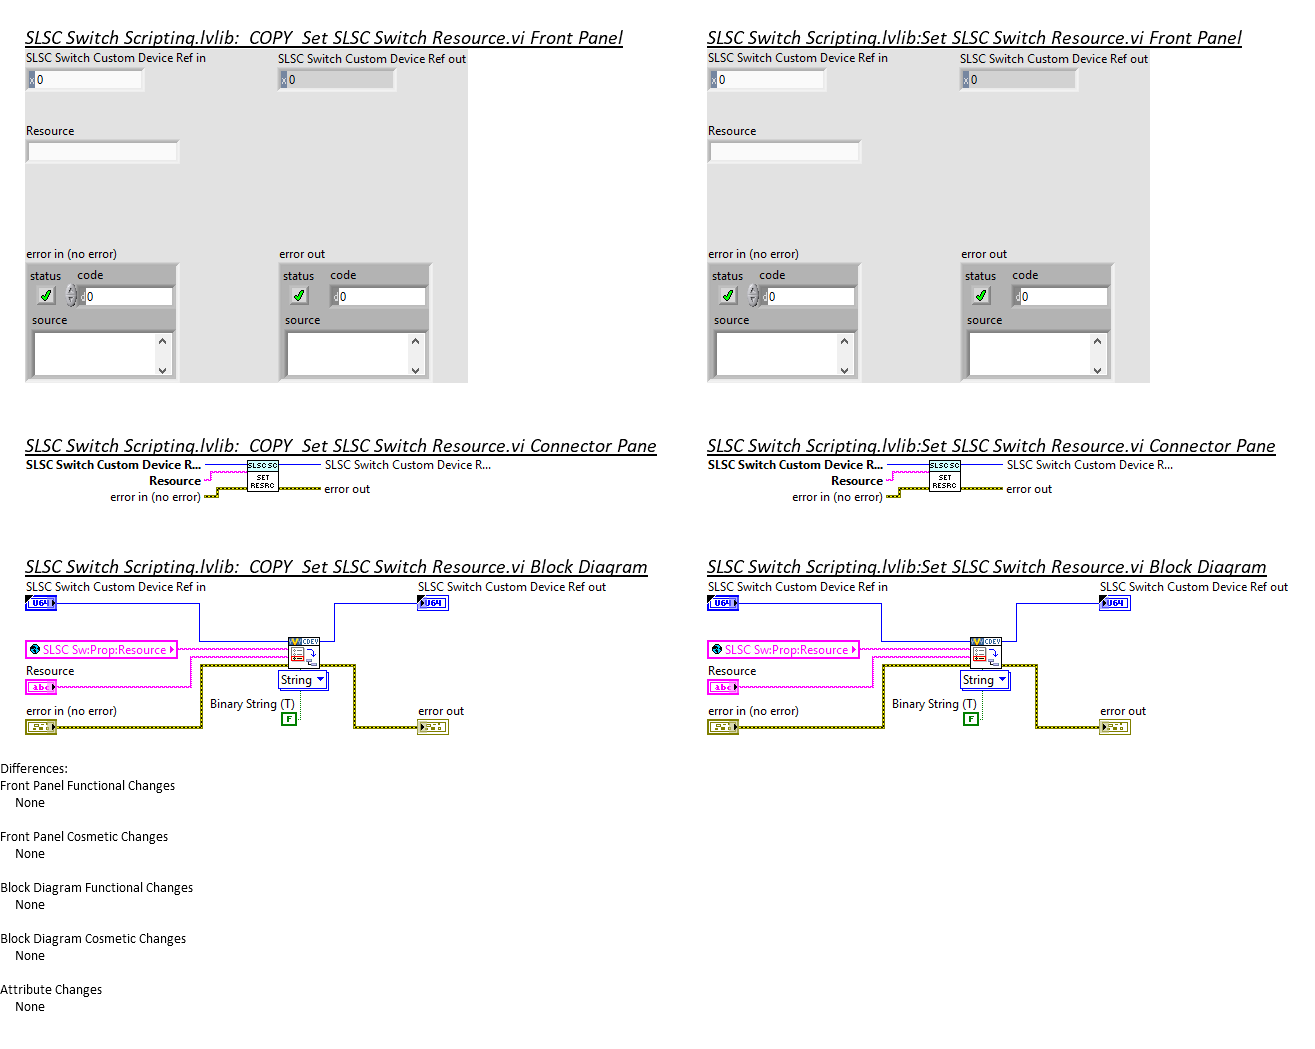 SLSC Switch Scripting.lvlib:  COPY  Set SLSC Switch Resource.vi Front Panel
SLSC Switch Custom Device Ref in
SLSC Switch Custom Device Ref out
x 0
x 0
Resource
error in (no error)
error out
status
code
status
code
d 0
d 0
source
source
SLSC Switch Scripting.lvlib:Set SLSC Switch Resource.vi Front Panel
SLSC Switch Custom Device Ref in
SLSC Switch Custom Device Ref out
x 0
x 0
Resource
error in (no error)
error out
status
code
status
code
d 0
d 0
source
source
SLSC Switch Scripting.lvlib:  COPY  Set SLSC Switch Resource.vi Connector Pane
SLSC Switch Custom Device R...
SLSC SC
SLSC Switch Custom Device R...
Resource
SET
RESRC
error in (no error)
error out
SLSC Switch Scripting.lvlib:Set SLSC Switch Resource.vi Connector Pane
SLSC Switch Custom Device R...
SLSC SC
SLSC Switch Custom Device R...
Resource
SET
RESRC
error in (no error)
error out
SLSC Switch Scripting.lvlib:  COPY  Set SLSC Switch Resource.vi Block Diagram
SLSC Switch Custom Device Ref in
SLSC Switch Custom Device Ref out
U64
U64
CDEV
SLSC Sw:Prop:Resource
Resource
abc
String
Binary String (T)
F
error in (no error)
error out
SLSC Switch Scripting.lvlib:Set SLSC Switch Resource.vi Block Diagram
SLSC Switch Custom Device Ref in
SLSC Switch Custom Device Ref out
U64
U64
CDEV
SLSC Sw:Prop:Resource
Resource
abc
String
Binary String (T)
F
error in (no error)
error out
Differences:
Front Panel Functional Changes
None
Front Panel Cosmetic Changes
None
Block Diagram Functional Changes
None
Block Diagram Cosmetic Changes
None
Attribute Changes
None